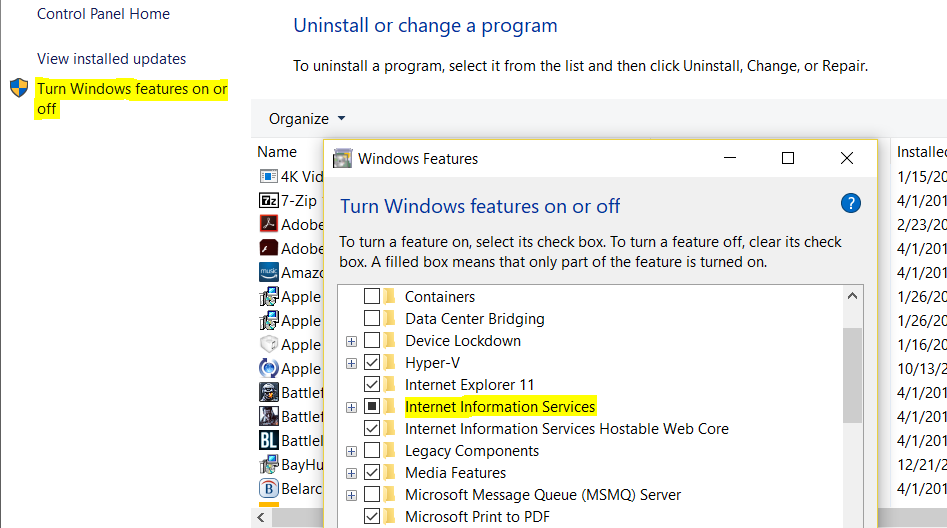 Control Panel Home
View installed updates
Turn Windows features on or
off
Uninstall or change a program
To uninstall a program, select it from the list and then click Uninstall, Change, or Repair.
Organize
Name
Installed
4K Vid
7-Zip
Adobe
Adobe
Amazo
Apple
Apple
Apple
Apple
Battlef
Battlef
Battlel
BayHu
Belarc
1/15/20
4/1/201
2/23/20
4/1/201
4/1/201
1/26/20
1/26/20
1/16/20
10/13/2
4/1/201
4/1/201
4/1/201
12/21/2
4/1/201
Windows Features
Turn Windows features on or off
?
To turn a feature on, select its check box. To turn a feature off, clear its check
box. A filled box means that only part of the feature is turned on.
Containers
Data Center Bridging
Device Lockdown
Hyper-V
Internet Explorer 11
Internet Information Services
Internet Information Services Hostable Web Core
Legacy Components
Media Features
Microsoft Message Queue (MSMQ) Server
Microsoft Print to PDF